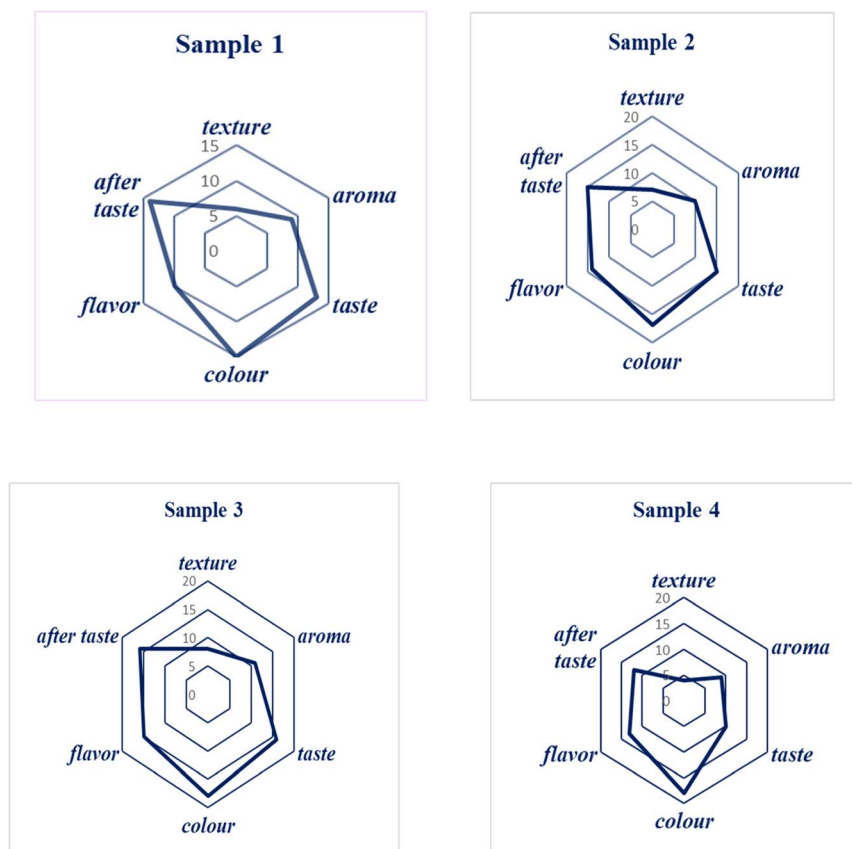 Sample 1
texture
15
10
5
0
after
taste
aroma
flavor
taste
colour
Sample 2
texture
20
15
10
5
0
after
taste
aroma
flavor
taste
colour
Sample 3
texture
20
15
10
5
0
after taste
aroma
flavor
taste
colour
Sample 4
texture
20
15
10
5
0
after
taste
aroma
flavor
taste
colour